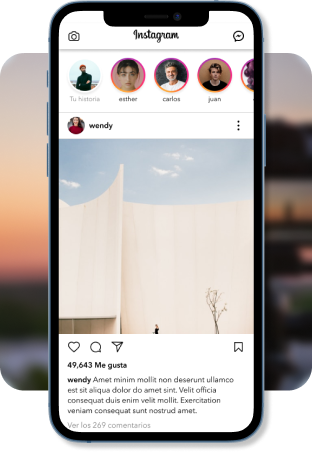 Instagram
Tu historia
esther
carlos
juan
wendy
49,643 Me gusta
wendy Amet minim mollit non deserunt ullamco
est sit aliqua dolor do amet sint. Velit officia
consequat duis enim velit mollit. Exercitation
veniam consequat sunt nostrud amet.
Ver los 269 comentarios